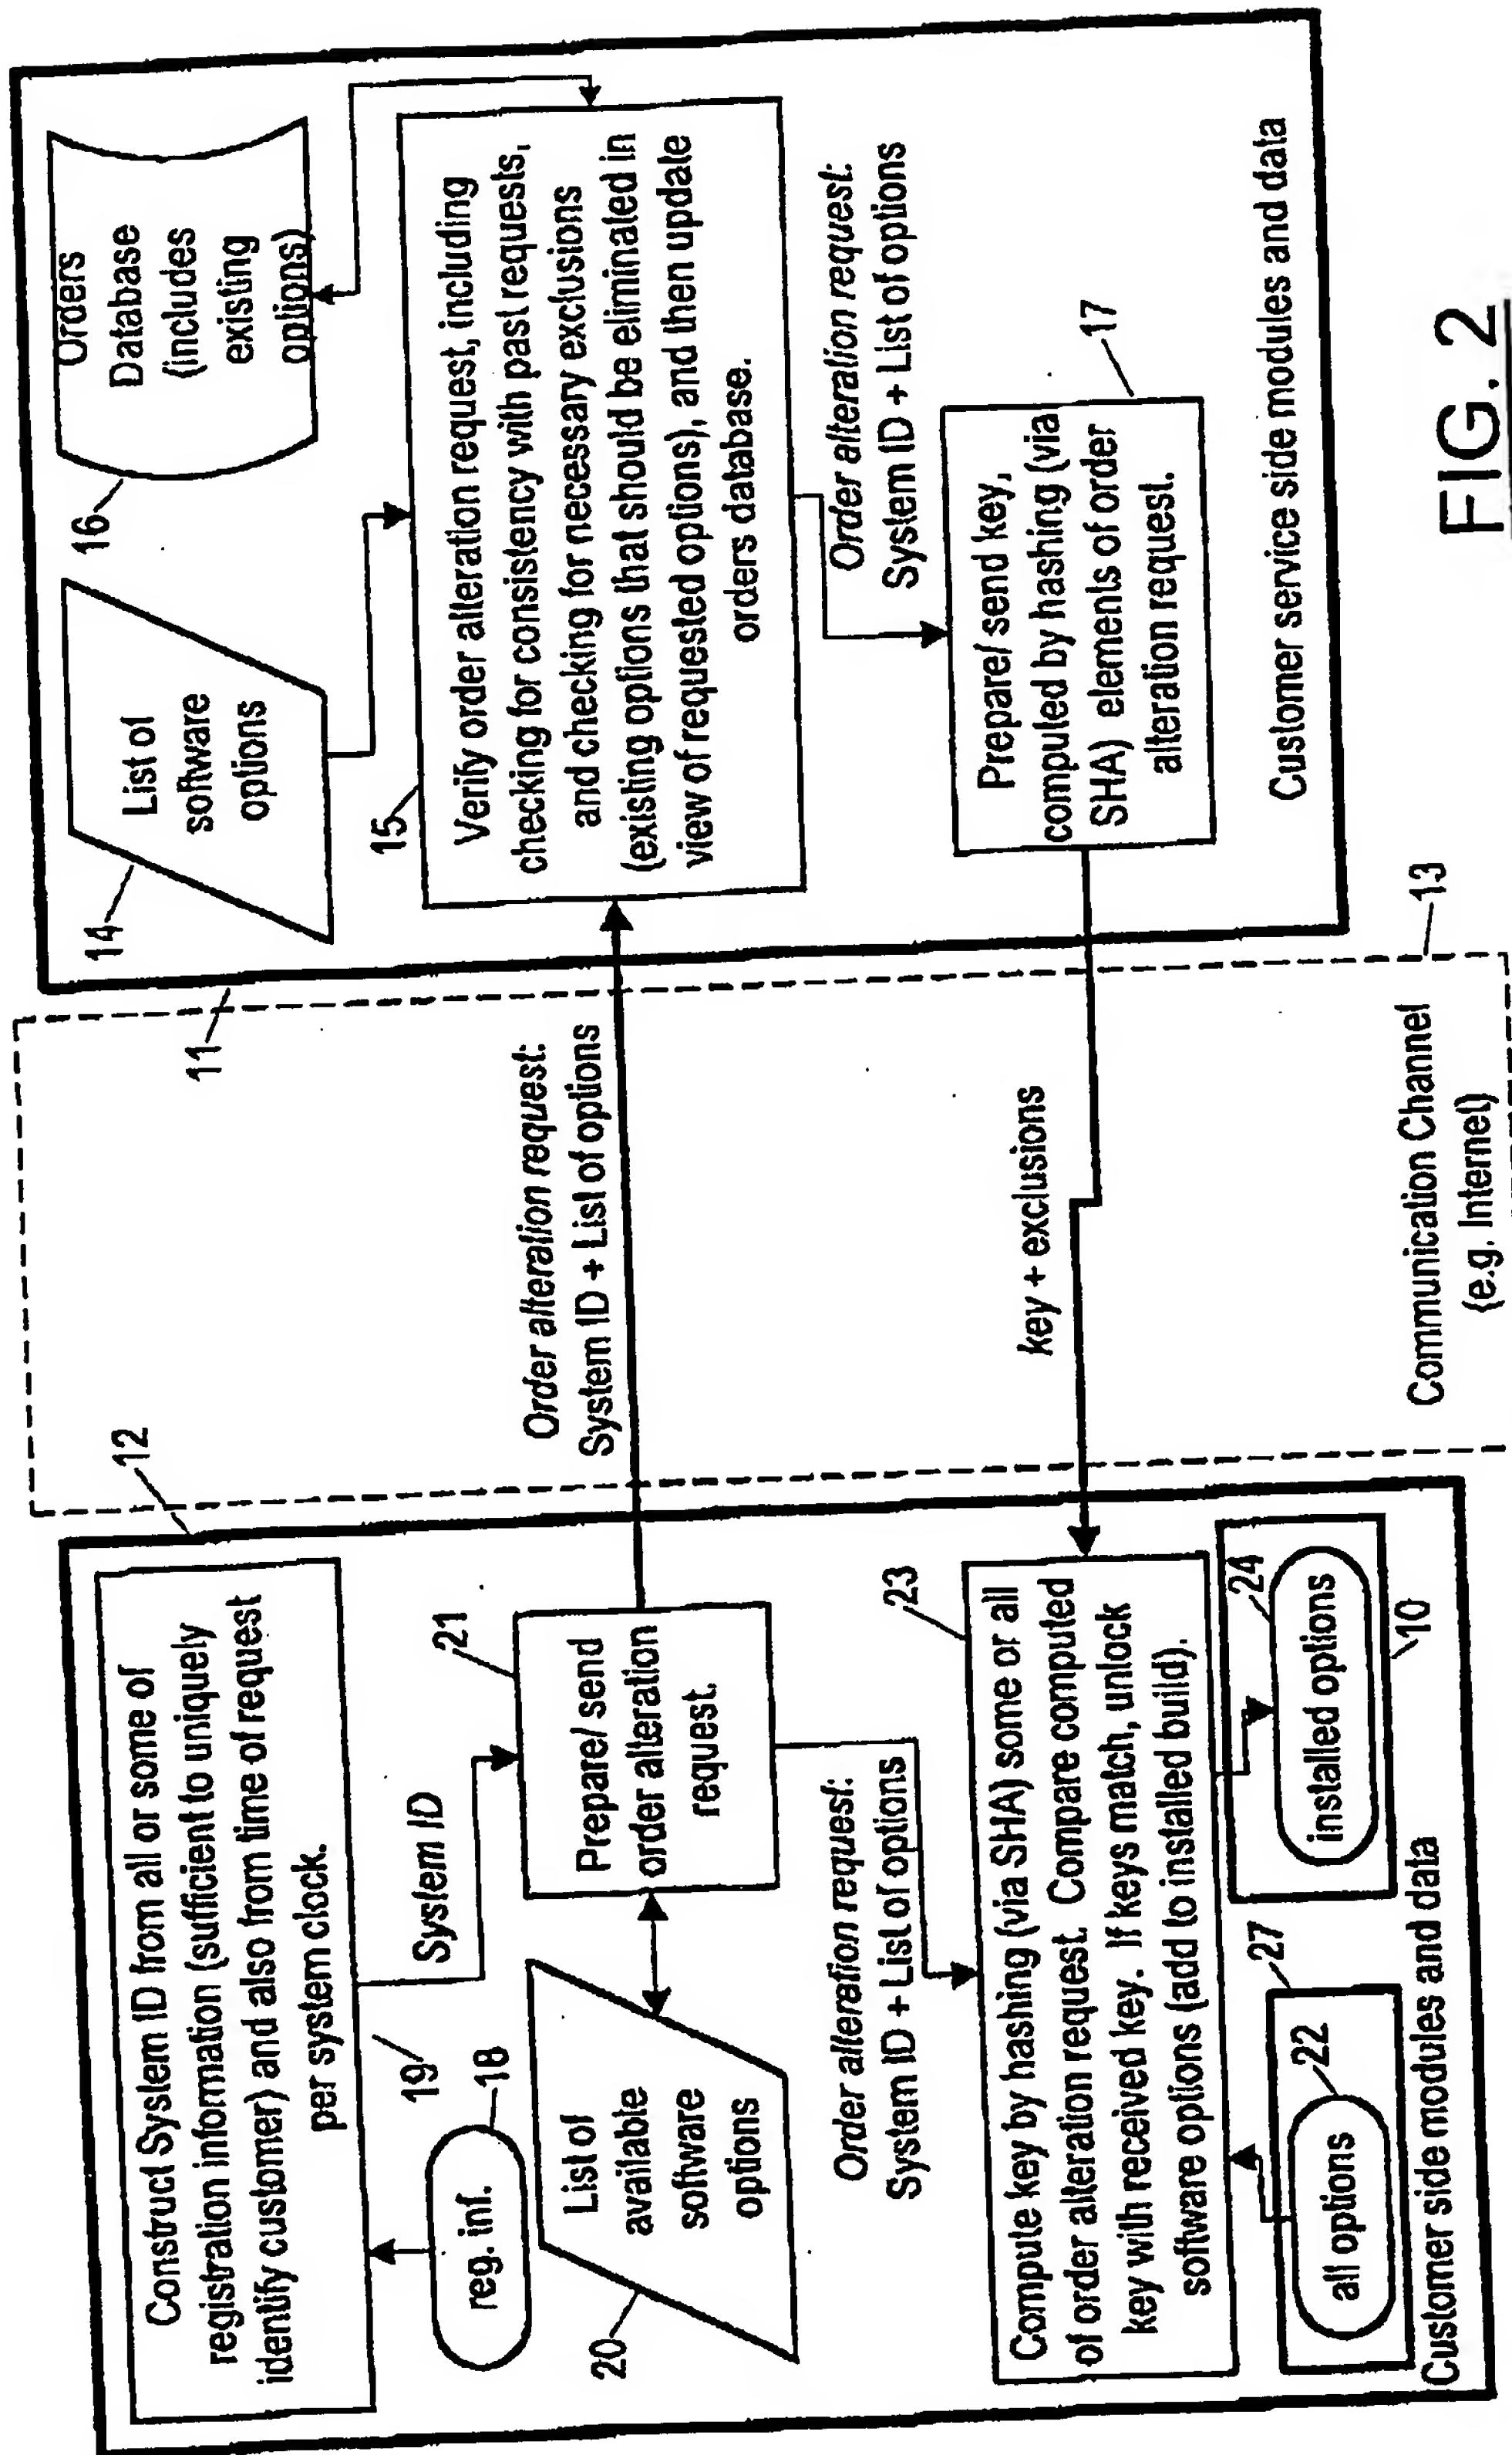 12
Construct System ID from all or some of
registration information (sufficient to uniquely
identify customer) and also from time of request
per system clock.
19
System ID
reg. inf.
18
21
Prepare/ send
order alteration
request.
List of
available
software
options
20
Order alteration request:
System ID + List of options
23
Compute key by hashing (via SHA) some or all
of order alteration request. Compare computed
key with received key. If keys match, unlock
software options (add to installed build).
27
22
all options
24
installed options
10
Customer side modules and data
Order alteration request:
System ID + List of options
key + exclusions
Communication Channel
(e.g. Internet)
13
11
14
List of
software
options
16
Orders
Database
(includes
existing
options)
15
Verify order alteration request, including
checking for consistency with past requests,
and checking for necessary exclusions
(existing options that should be eliminated in
view of requested options), and then update
orders database.
Order alteration request:
System ID + List of options
17
Prepare/ send key,
computed by hashing (via
SHA) elements of order
alteration request.
Customer service side modules and data
FIG. 2